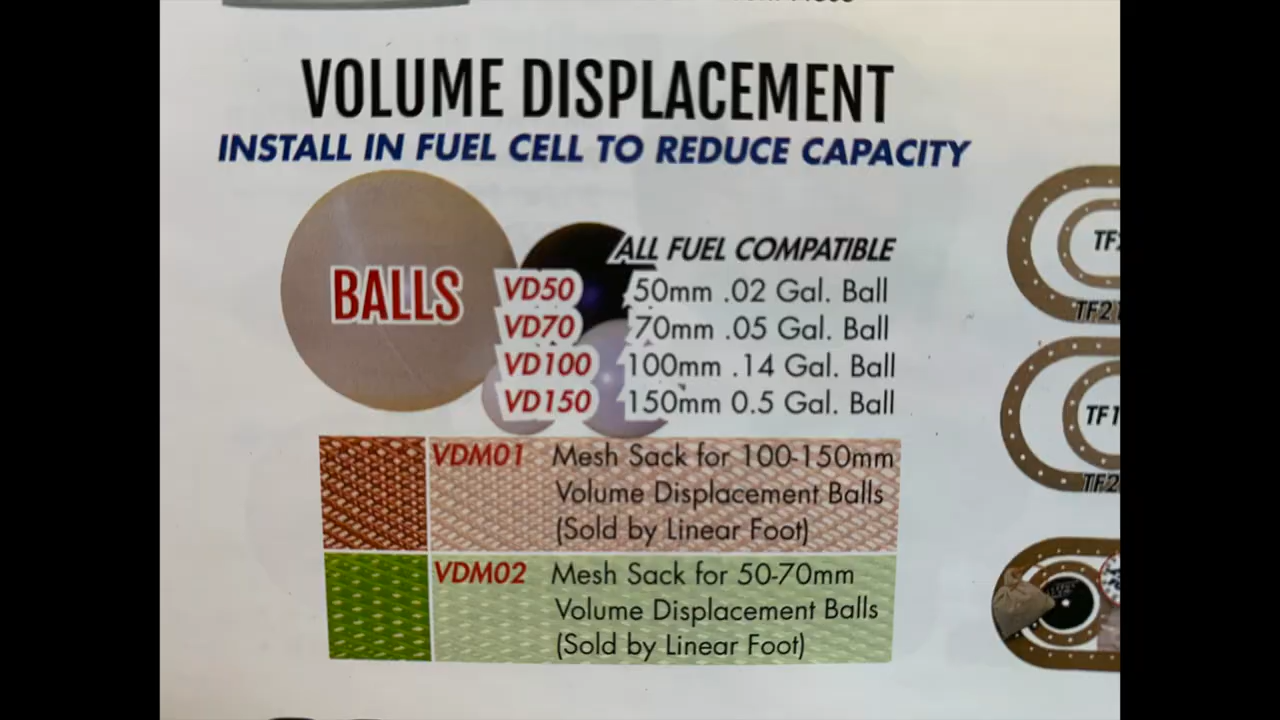 VOLUME DISPLACEMENT
INSTALL IN FUEL CELL TO REDUCE CAPACITY
BALLS
ALL FUEL COMPATIBLE
VD50 50mm .02 Gal. Ball
VD70 70mm .05 Gal. Ball
VD100 100mm .14 Gal. Ball
VD150 150mm 0.5 Gal. Ball
VDM01 Mesh Sack for 100-150mm
Volume Displacement Balls
(Sold by Linear Foot)
VDM02 Mesh Sack for 50-70mm
Volume Displacement Balls
(Sold by Linear Foot)